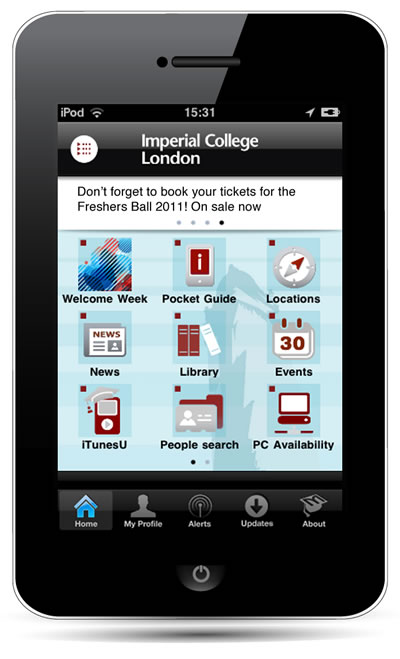 iPod 15:31
Imperial College
London
Don't forget to book your tickets for the
Freshers Ball 2011! On sale now
Welcome Week Pocket Guide Locations
NEWS 30
News Library Events
iTunesU People search PC Availability
Home My Profile Alerts Updates About